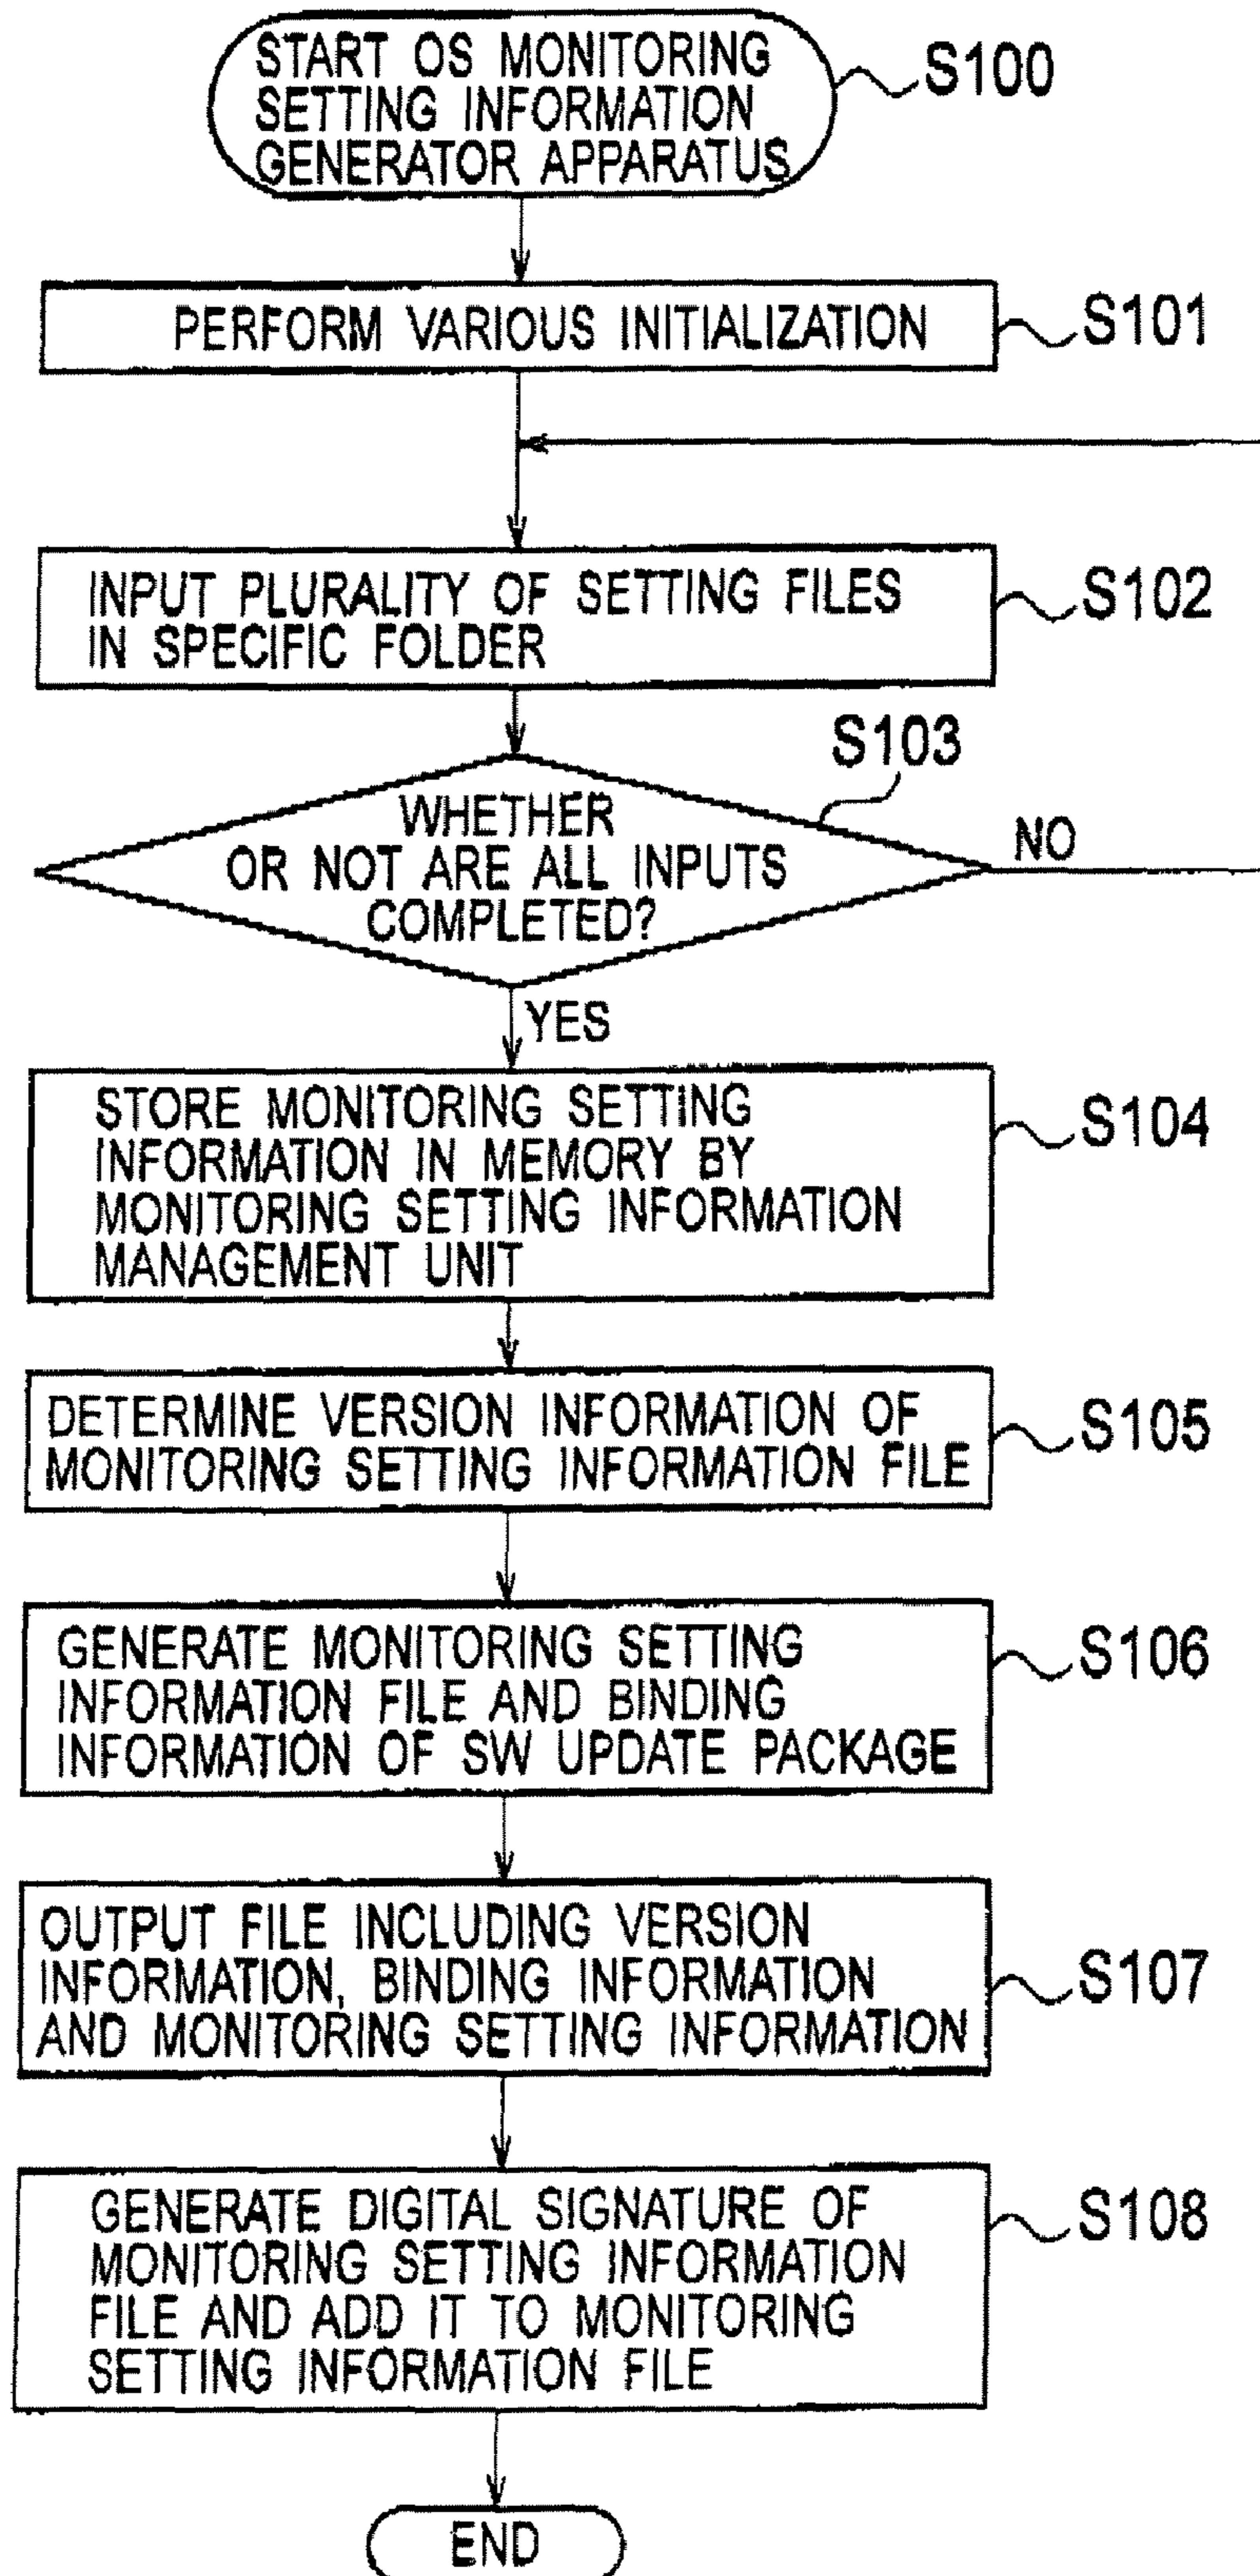 START OS MONITORING
SETTING INFORMATION
GENERATOR APPARATUS
S100
PERFORM VARIOUS INITIALIZATION
S101
INPUT PLURALITY OF SETTING FILES
IN SPECIFIC FOLDER
S102
S103
WHETHER
OR NOT ARE ALL INPUTS
COMPLETED?
NO
YES
STORE MONITORING SETTING
INFORMATION IN MEMORY BY
MONITORING SETTING INFORMATION
MANAGEMENT UNIT
S104
DETERMINE VERSION INFORMATION OF
MONITORING SETTING INFORMATION FILE
S105
GENERATE MONITORING SETTING
INFORMATION FILE AND BINDING
INFORMATION OF SW UPDATE PACKAGE
S106
OUTPUT FILE INCLUDING VERSION
INFORMATION, BINDING INFORMATION
AND MONITORING SETTING INFORMATION
S107
GENERATE DIGITAL SIGNATURE OF
MONITORING SETTING INFORMATION
FILE AND ADD IT TO MONITORING
SETTING INFORMATION FILE
S108
END